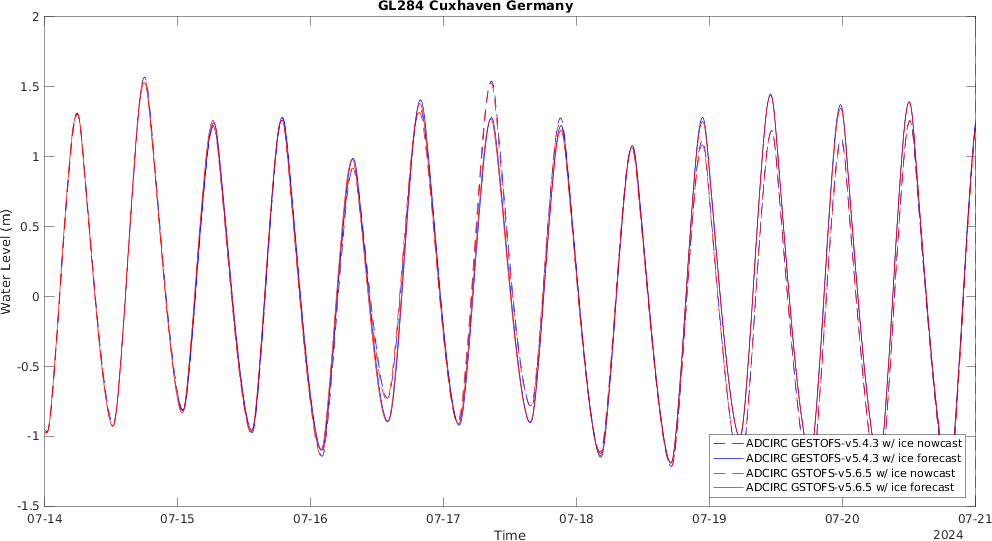 GL284 Cuxhaven Germany
2
1.5
1
0.5
0
-0.5
-1
-1.5
Water Level (m)
ADCIRC GESTOFS-v5.4.3 w/ ice nowcast
ADCIRC GESTOFS-v5.4.3 w/ ice forecast
ADCIRC GSTOFS-v5.6.5 w/ ice nowcast
ADCIRC GSTOFS-v5.6.5 w/ ice forecast
07-14 07-15 07-16 07-17 07-18 07-19 07-20 07-21
Time
2024